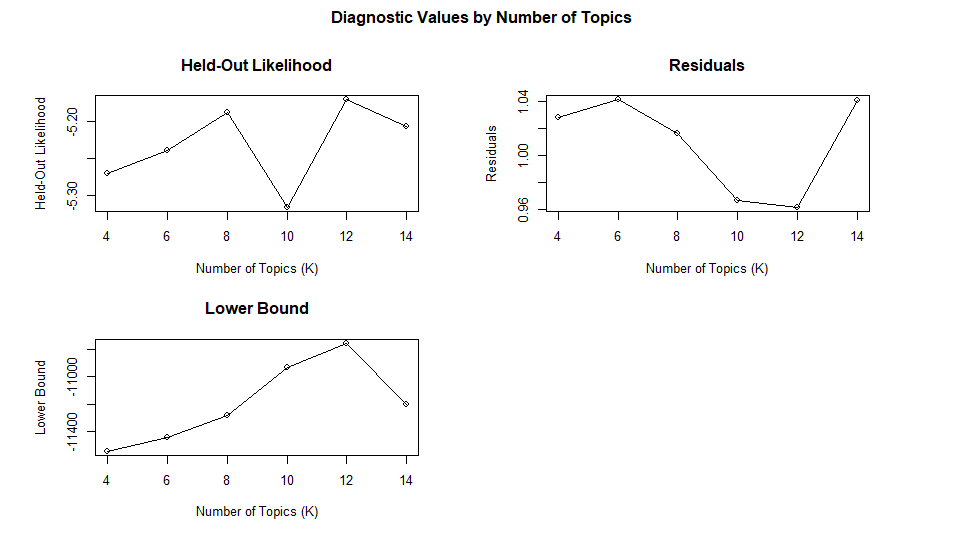 Diagnostic Values by Number of Topics
Held-Out Likelihood
Held-Out Likelihood
-5.20
-5.30
4 6 8 10 12 14
Number of Topics (K)
Residuals
Residuals
1.04
1.00
0.96
4 6 8 10 12 14
Number of Topics (K)
Lower Bound
Lower Bound
-11000
-11400
4 6 8 10 12 14
Number of Topics (K)